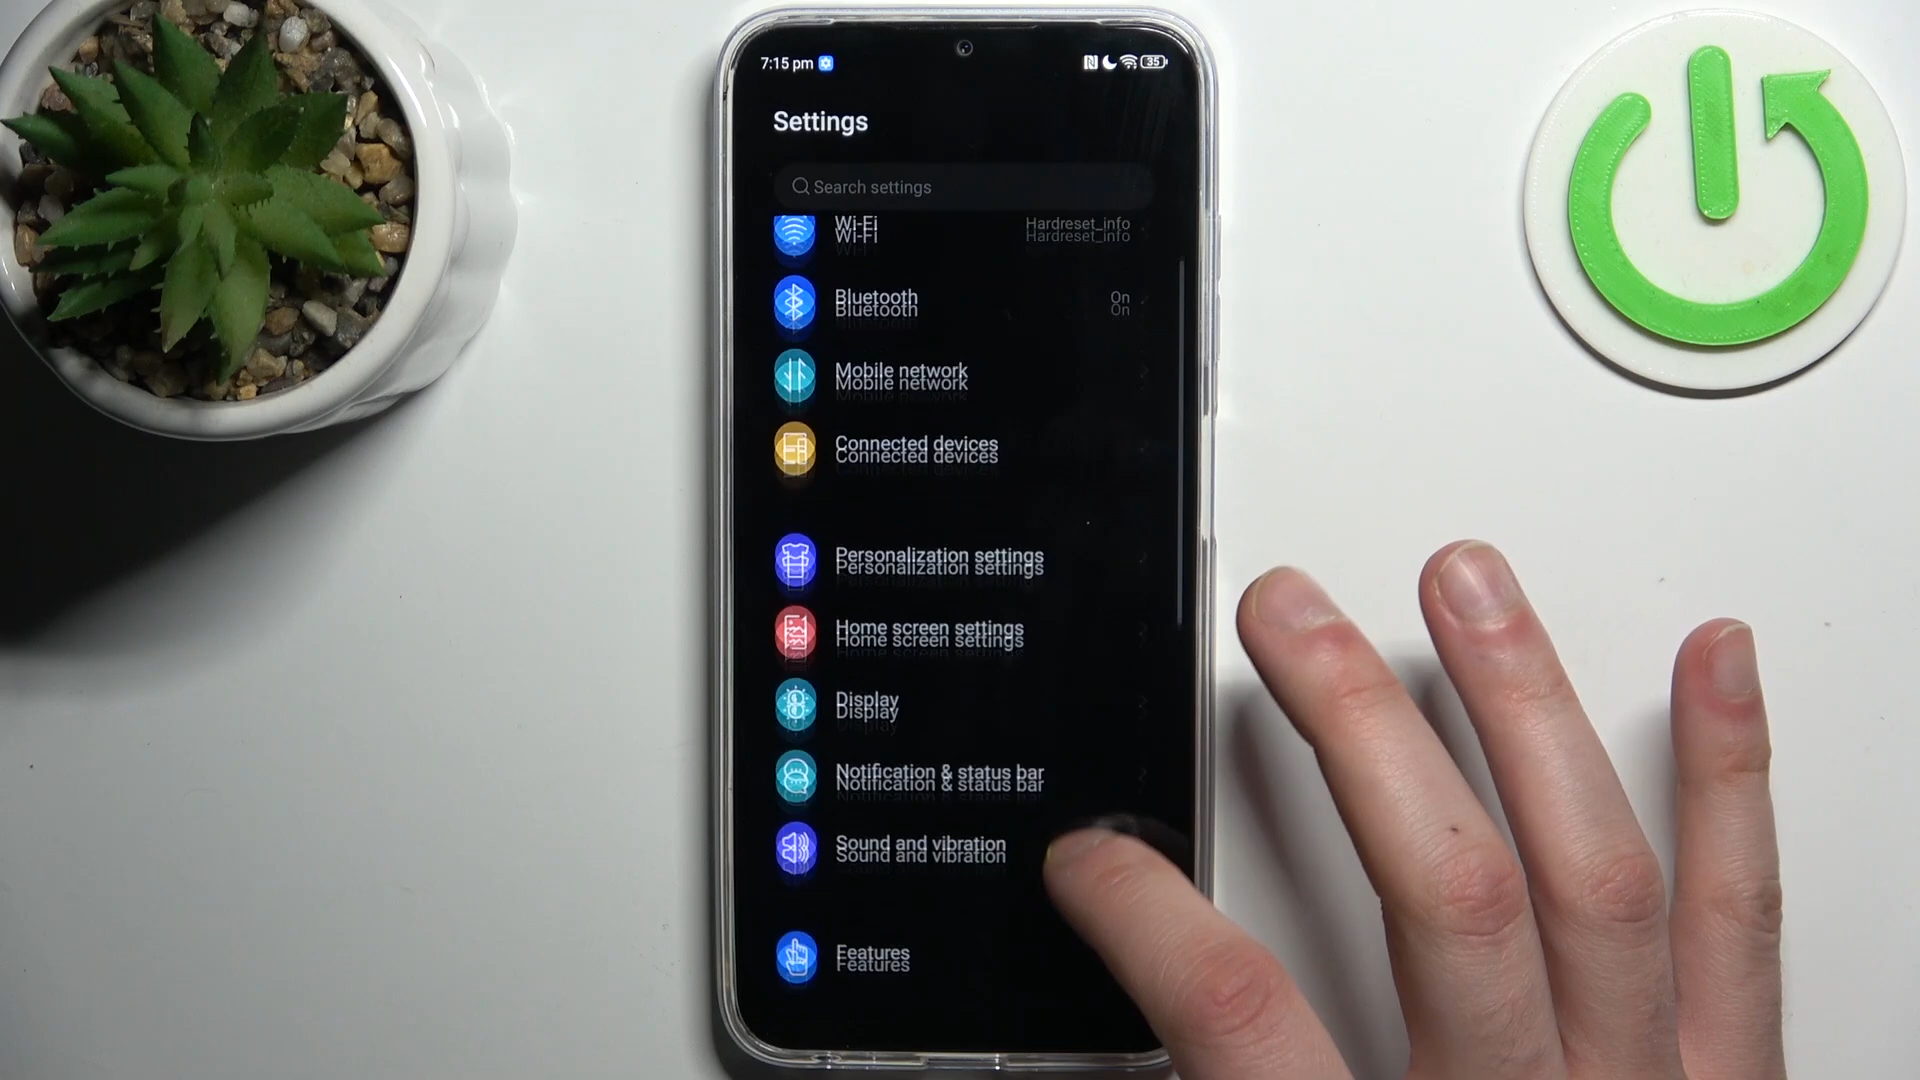 7:15 pm
35
Settings
Search settings
Wi-Fi Hardreset_info
Bluetooth On
Mobile network
Connected devices
Personalization settings
Home screen settings
Display
Notification & status bar
Sound and vibration
Features